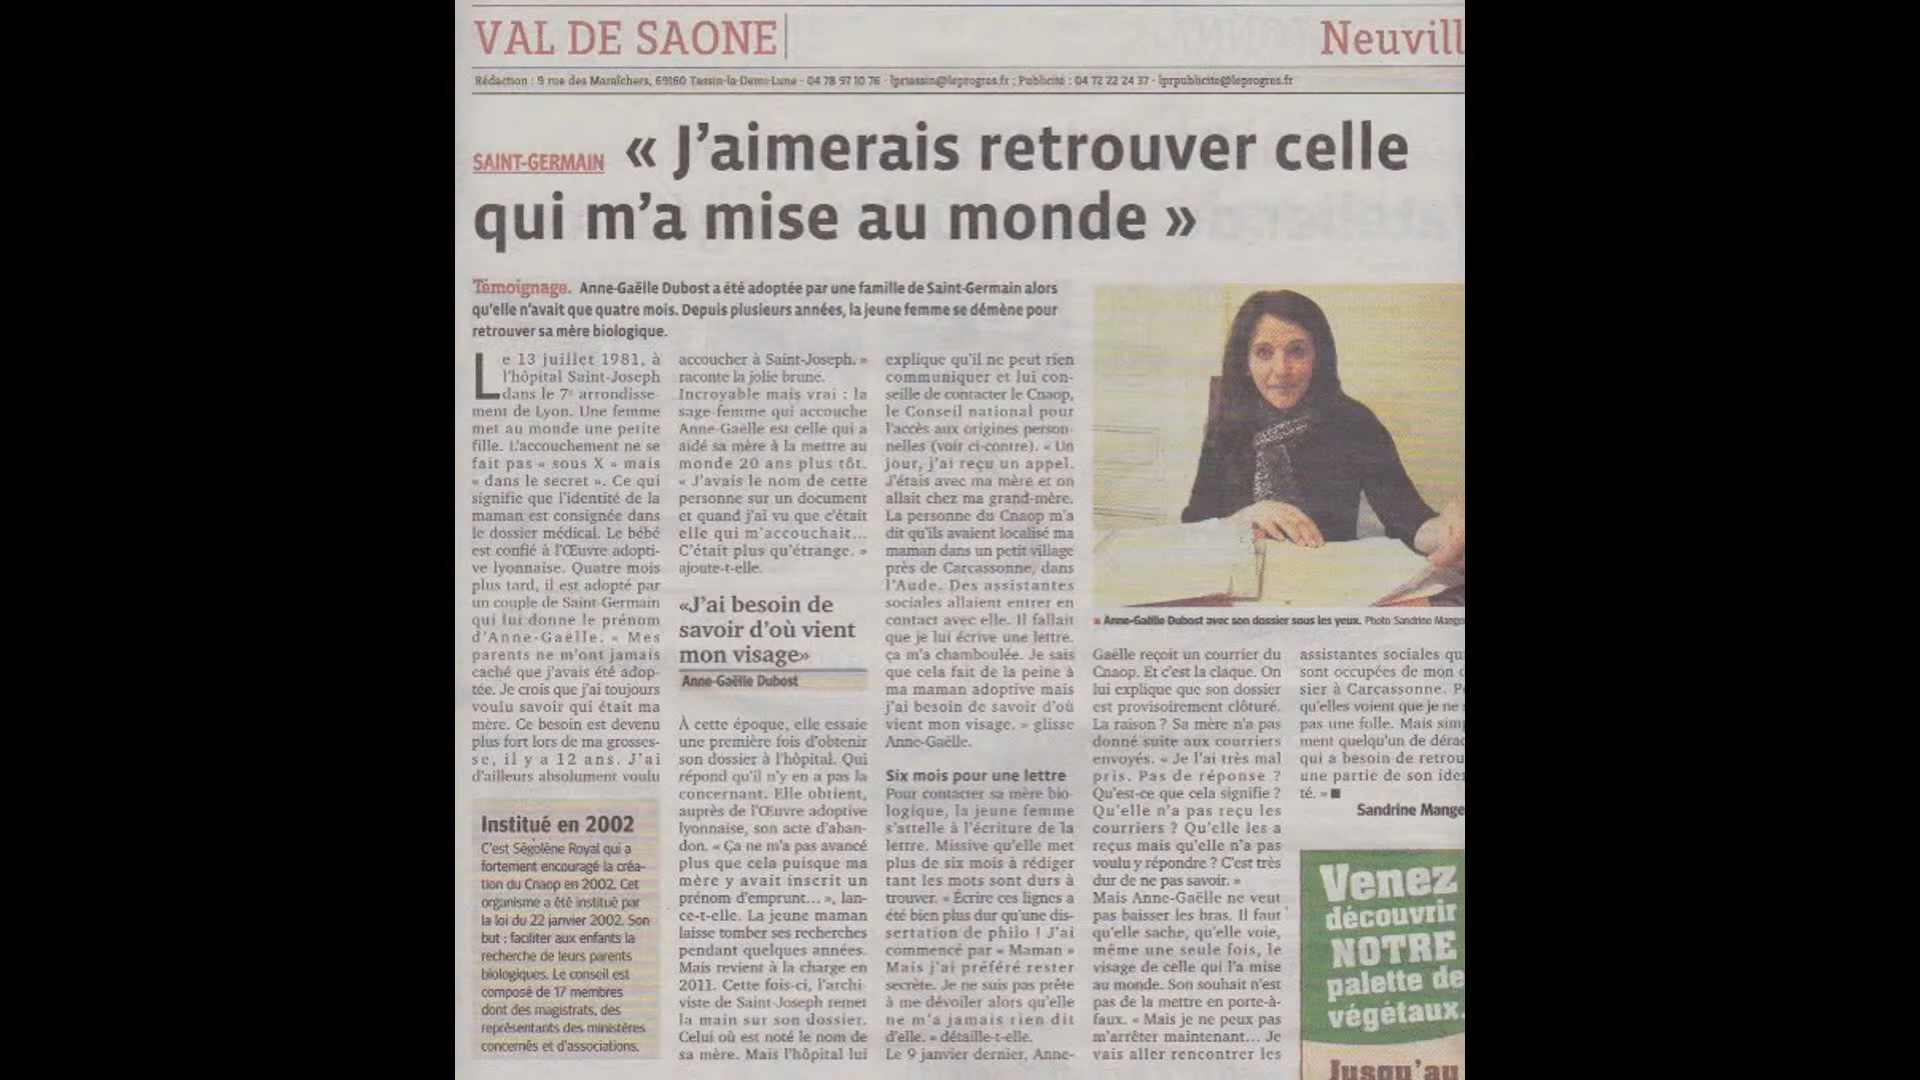 VAL DE SAONE
Neuvill
Rédaction : 9 rue des Maraîchers, 69160 Tassin-la-Demi-Lune - 04 78 97 10 76 - lprtassin@leprogres.fr ; Publicité : 04 72 22 24 37 - lprpublicite@leprogres.fr
SAINT-GERMAIN « J'aimerais retrouver celle
qui m'a mise au monde »
Témoignage. Anne-Gaëlle Dubost a été adoptée par une famille de Saint-Germain alors
qu'elle n'avait que quatre mois. Depuis plusieurs années, la jeune femme se démène pour
retrouver sa mère biologique.
Le 13 juillet 1981, à
l'hôpital Saint-Joseph
dans le 7e arrondisse-
ment de Lyon. Une femme
met au monde une petite
fille. L'accouchement ne se
fait pas « sous X » mais
« dans le secret ». Ce qui
signifie que l'identité de la
maman est consignée dans
le dossier médical. Le bébé
est confié à l'Œuvre adopti-
ve lyonnaise. Quatre mois
plus tard, il est adopté par
un couple de Saint-Germain
qui lui donne le prénom
d'Anne-Gaëlle. « Mes
parents ne m'ont jamais
caché que j'avais été adop-
tée. Je crois que j'ai toujours
voulu savoir qui était ma
mère. Ce besoin est devenu
plus fort lors de ma grosses-
se, il y a 12 ans. J'ai
d'ailleurs absolument voulu
accoucher à Saint-Joseph. »
raconte la jolie brune.
Incroyable mais vrai : la
sage-femme qui accouche
Anne-Gaëlle est celle qui a
aidé sa mère à la mettre au
monde 20 ans plus tôt.
« J'avais le nom de cette
personne sur un document
et quand j'ai vu que c'était
elle qui m'accouchait...
C'était plus qu'étrange. »
ajoute-t-elle.
«J'ai besoin de
savoir d'où vient
mon visage»
Anne-Gaëlle Dubost
À cette époque, elle essaie
une première fois d'obtenir
son dossier à l'hôpital. Qui
répond qu'il n'y en a pas la
concernant. Elle obtient,
auprès de l'Œuvre adoptive
lyonnaise, son acte d'aban-
don. « Ça ne m'a pas avancé
plus que cela puisque ma
mère y avait inscrit un
prénom d'emprunt... », lan-
ce-t-elle. La jeune maman
laisse tomber ses recherches
pendant quelques années.
Mais revient à la charge en
2011. Cette fois-ci, l'archi-
viste de Saint-Joseph remet
la main sur son dossier.
Celui où est noté le nom de
sa mère. Mais l'hôpital lui
explique qu'il ne peut rien
communiquer et lui con-
seille de contacter le Cnaop,
le Conseil national pour
l'accès aux origines person-
nelles (voir ci-contre). « Un
jour, j'ai reçu un appel.
J'étais avec ma mère et on
allait chez ma grand-mère.
La personne du Cnaop m'a
dit qu'ils avaient localisé ma
maman dans un petit village
près de Carcassonne, dans
l'Aude. Des assistantes
sociales allaient entrer en
contact avec elle. Il fallait
que je lui écrive une lettre.
ça m'a chamboulée. Je sais
que cela fait de la peine à
ma maman adoptive mais
j'ai besoin de savoir d'où
vient mon visage. » glisse
Anne-Gaëlle.
Six mois pour une lettre
Pour contacter sa mère bio-
logique, la jeune femme
s'attelle à l'écriture de la
lettre. Missive qu'elle met
plus de six mois à rédiger
tant les mots sont durs à
trouver. « Écrire ces lignes a
été bien plus dur qu'une dis-
sertation de philo ! J'ai
commencé par « Maman »
Mais j'ai préféré rester
secrète. Je ne suis pas prête
à me dévoiler alors qu'elle
ne m'a jamais rien dit
d'elle. » détaille-t-elle.
Le 9 janvier dernier, Anne-
■ Anne-Gaëlle Dubost avec son dossier sous les yeux. Photo Sandrine Mange
Gaëlle reçoit un courrier du
Cnaop. Et c'est la claque. On
lui explique que son dossier
est provisoirement clôturé.
La raison ? Sa mère n'a pas
donné suite aux courriers
envoyés. « Je l'ai très mal
pris. Pas de réponse ?
Qu'est-ce que cela signifie ?
Qu'elle n'a pas reçu les
courriers ? Qu'elle les a
reçus mais qu'elle n'a pas
voulu y répondre ? C'est très
dur de ne pas savoir. »
Mais Anne-Gaëlle ne veut
pas baisser les bras. Il faut
qu'elle sache, qu'elle voie,
même une seule fois, le
visage de celle qui l'a mise
au monde. Son souhait n'est
pas de la mettre en porte-à-
faux. « Mais je ne peux pas
m'arrêter maintenant... Je
vais aller rencontrer les
assistantes sociales qu
sont occupées de mon
sier à Carcassonne. P
qu'elles voient que je ne
pas une folle. Mais sim
ment quelqu'un de dérac
qui a besoin de retrou
une partie de son iden
té. » ■
Sandrine Mange
Institué en 2002
C'est Ségolène Royal qui a
fortement encouragé la créa-
tion du Cnaop en 2002. Cet
organisme a été institué par
la loi du 22 janvier 2002. Son
but : faciliter aux enfants la
recherche de leurs parents
biologiques. Le conseil est
composé de 17 membres
dont des magistrats, des
représentants des ministères
concernés et d'associations.
Venez
découvrir
NOTRE
palette de
végétaux.
Jusqu'au